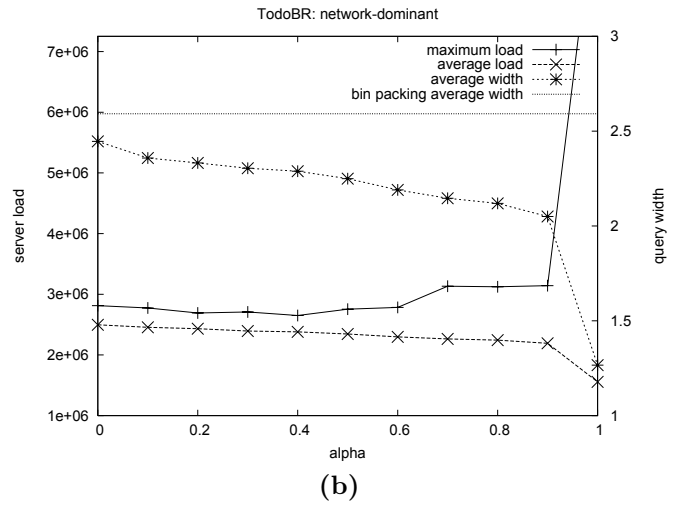 TodoBR: network-dominant
maximum load
average load
average width
bin packing average width
7e+06
6e+06
5e+06
4e+06
3e+06
2e+06
1e+06
server load
3
2.5
2
1.5
1
query width
0 0.2 0.4 0.6 0.8 1
alpha
(b)